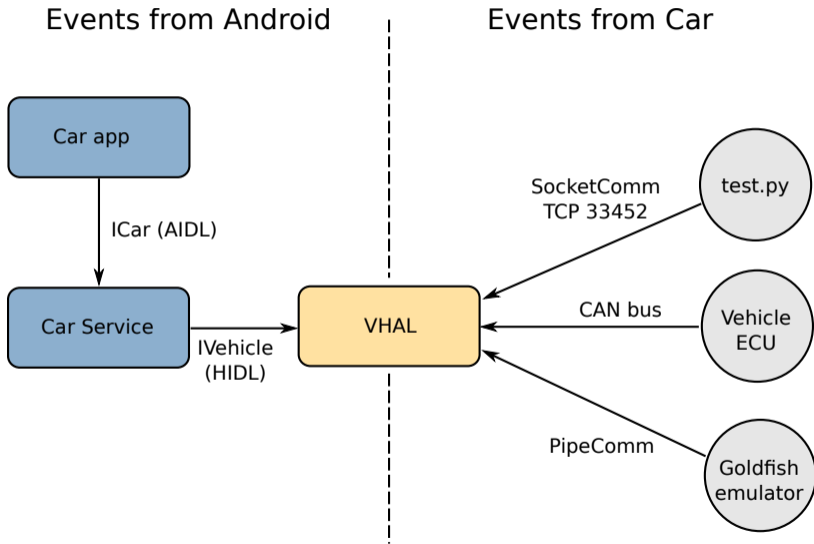 Events from Android
Events from Car
Car app
ICar (AIDL)
Car Service
IVehicle
(HIDL)
VHAL
SocketComm
TCP 33452
test.py
CAN bus
Vehicle
ECU
PipeComm
Goldfish
emulator